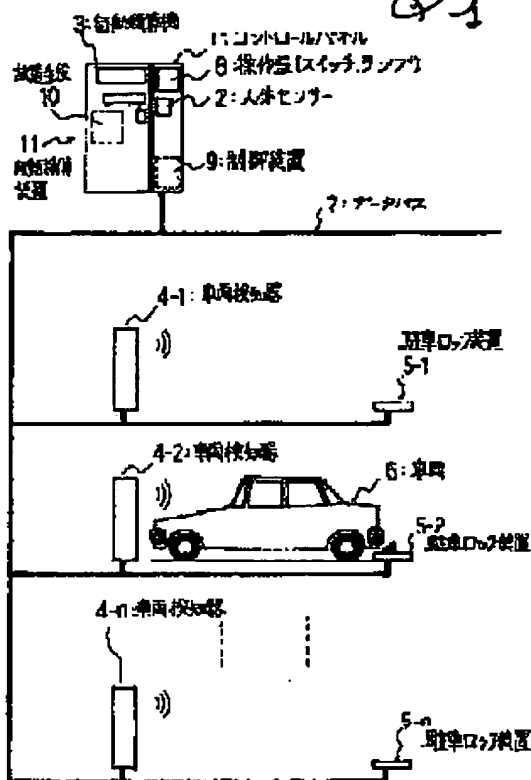 3:自動精算機
1:コントロールパネル
8:操作盤(スイッチ,ランプ)
10
2:人体センサー
11
9:制御装置
装置
7:データバス
4-1:車両検知器
駐車ロック装置
5-1
4-2:車両検知器
6:車両
5-2
駐車ロック装置
4-n:車両検知器
5-n
駐車ロック装置